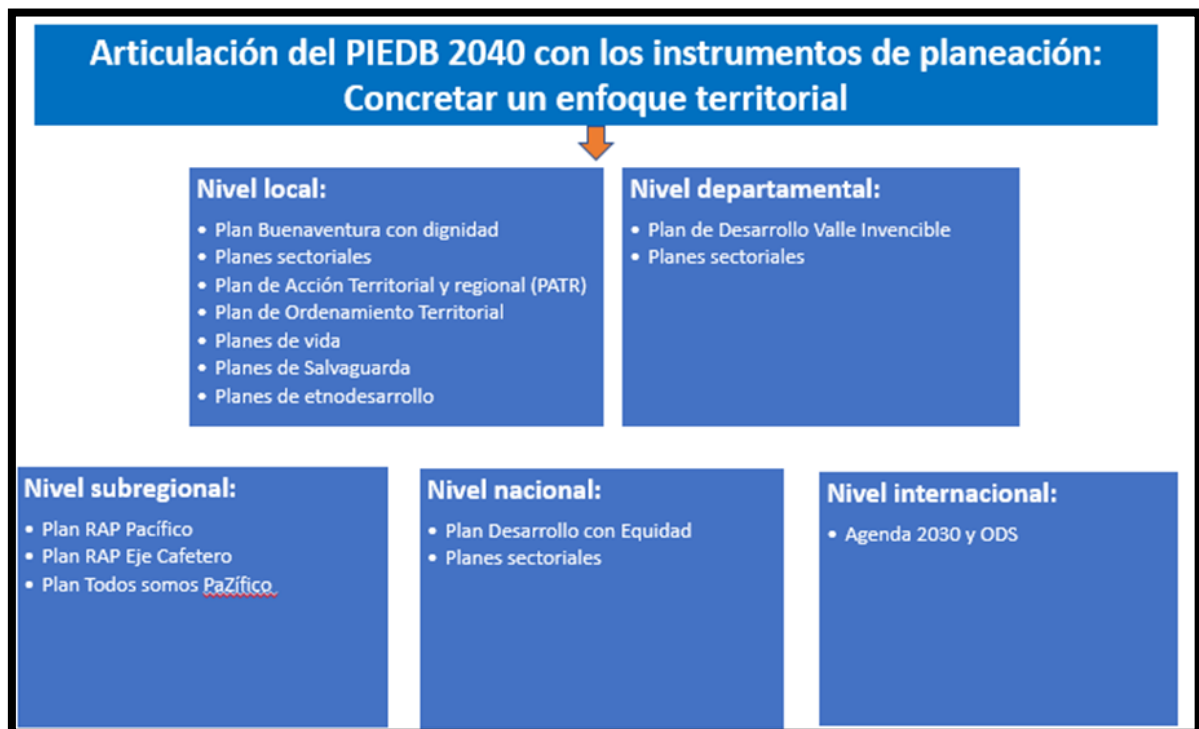 Articulación del PIEDB 2040 con los instrumentos de planeación:
Concretar un enfoque territorial
Nivel local:
• Plan Buenaventura con dignidad
• Planes sectoriales
• Plan de Acción Territorial y regional (PATR)
• Plan de Ordenamiento Territorial
• Planes de vida
• Planes de Salvaguarda
• Planes de etnodesarrollo
Nivel departamental:
• Plan de Desarrollo Valle Invencible
• Planes sectoriales
Nivel subregional:
• Plan RAP Pacífico
• Plan RAP Eje Cafetero
• Plan Todos somos PaZífico
Nivel nacional:
• Plan Desarrollo con Equidad
• Planes sectoriales
Nivel internacional:
• Agenda 2030 y ODS